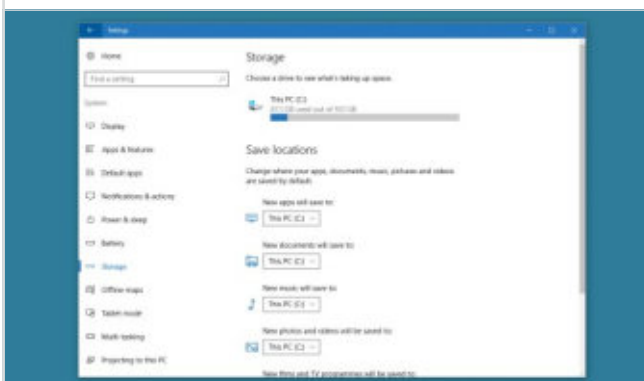 Settings
Home
Find a setting
System
Display
Apps & features
Default apps
Notifications & actions
Power & sleep
Battery
Storage
Offline maps
Tablet mode
Multi-tasking
Projecting to this PC
Storage
Choose a drive to see what's taking up space.
This PC (C:)
Save locations
Change where your apps, documents, music, pictures and videos
are saved by default.
New apps will save to:
This PC (C:)
New documents will save to:
This PC (C:)
New music will save to:
This PC (C:)
New photos and videos will be saved to:
This PC (C:)
New films and TV programmes will be saved to: